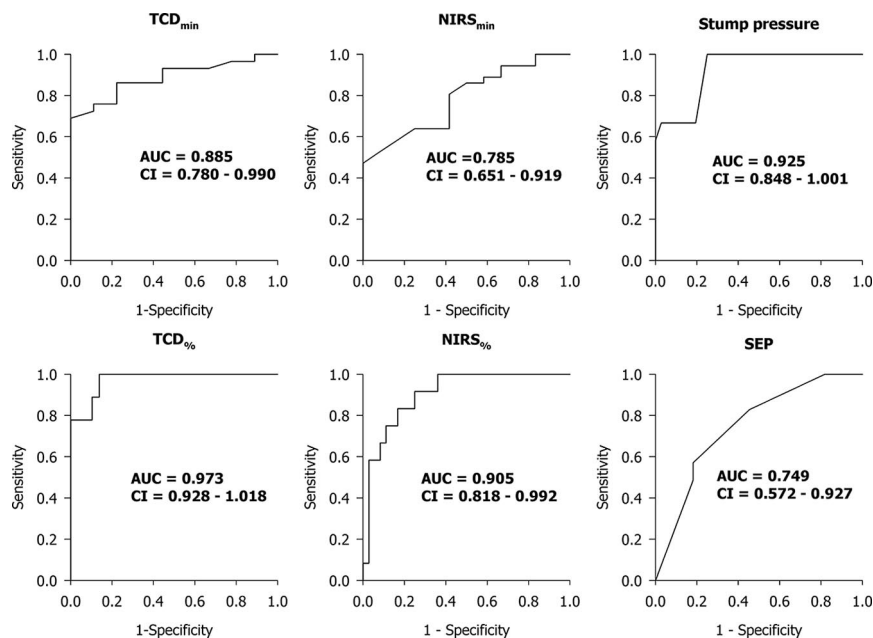 TCDmin
1.0
0.8
0.6
0.4
0.2
0.0
Sensitivity
AUC = 0.885
CI = 0.780 - 0.990
0.0 0.2 0.4 0.6 0.8 1.0
1-Specificity
NIRSmin
1.0
0.8
0.6
0.4
0.2
0.0
Sensitivity
AUC =0.785
CI = 0.651 - 0.919
0.0 0.2 0.4 0.6 0.8 1.0
1 - Specificity
Stump pressure
1.0
0.8
0.6
0.4
0.2
0.0
Sensitivity
AUC = 0.925
CI = 0.848 - 1.001
0.0 0.2 0.4 0.6 0.8 1.0
1 - Specificity
TCD%
1.0
0.8
0.6
0.4
0.2
0.0
Sensitivity
AUC = 0.973
CI = 0.928 - 1.018
0.0 0.2 0.4 0.6 0.8 1.0
1-Specificity
NIRS%
1.0
0.8
0.6
0.4
0.2
0.0
Sensitivity
AUC = 0.905
CI = 0.818 - 0.992
0.0 0.2 0.4 0.6 0.8 1.0
1 - Specificity
SEP
1.0
0.8
0.6
0.4
0.2
0.0
Sensitivity
AUC = 0.749
CI = 0.572 - 0.927
0.0 0.2 0.4 0.6 0.8 1.0
1 - Specificity